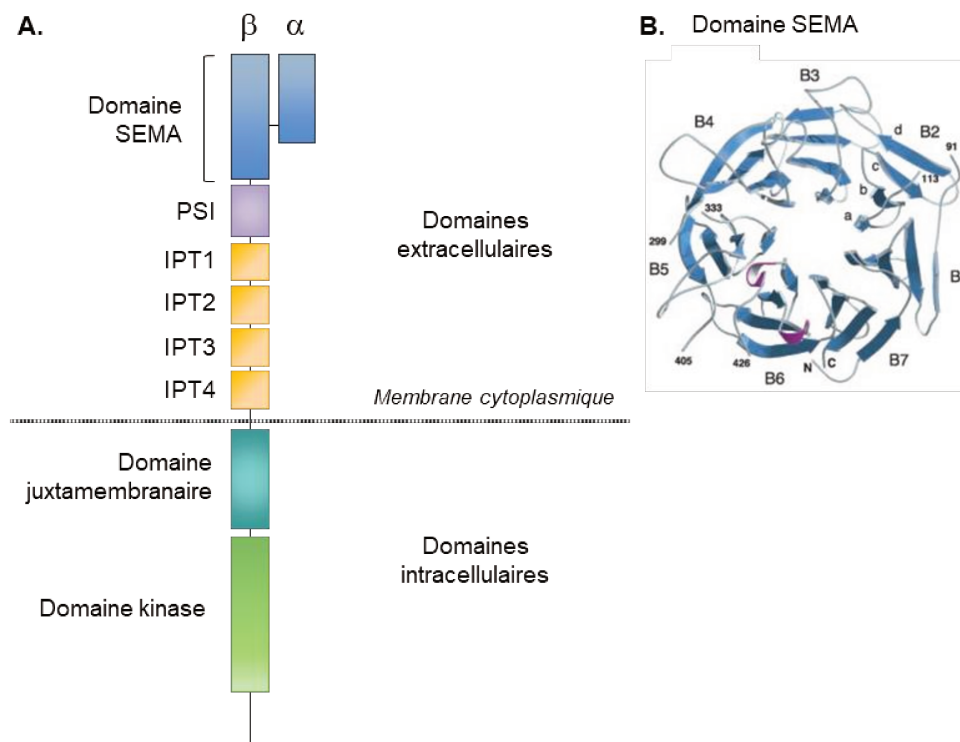 A.
β α
Domaine
SEMA
PSI
IPT1
IPT2
IPT3
IPT4
Domaines
extracellulaires
Membrane cytoplasmique
Domaine
juxtamembranaire
Domaine kinase
Domaines
intracellulaires
B. Domaine SEMA
B3
B4
d
B2
91
c
113
b
a
333
299
B5
B
405
426
B6
N
C
B7